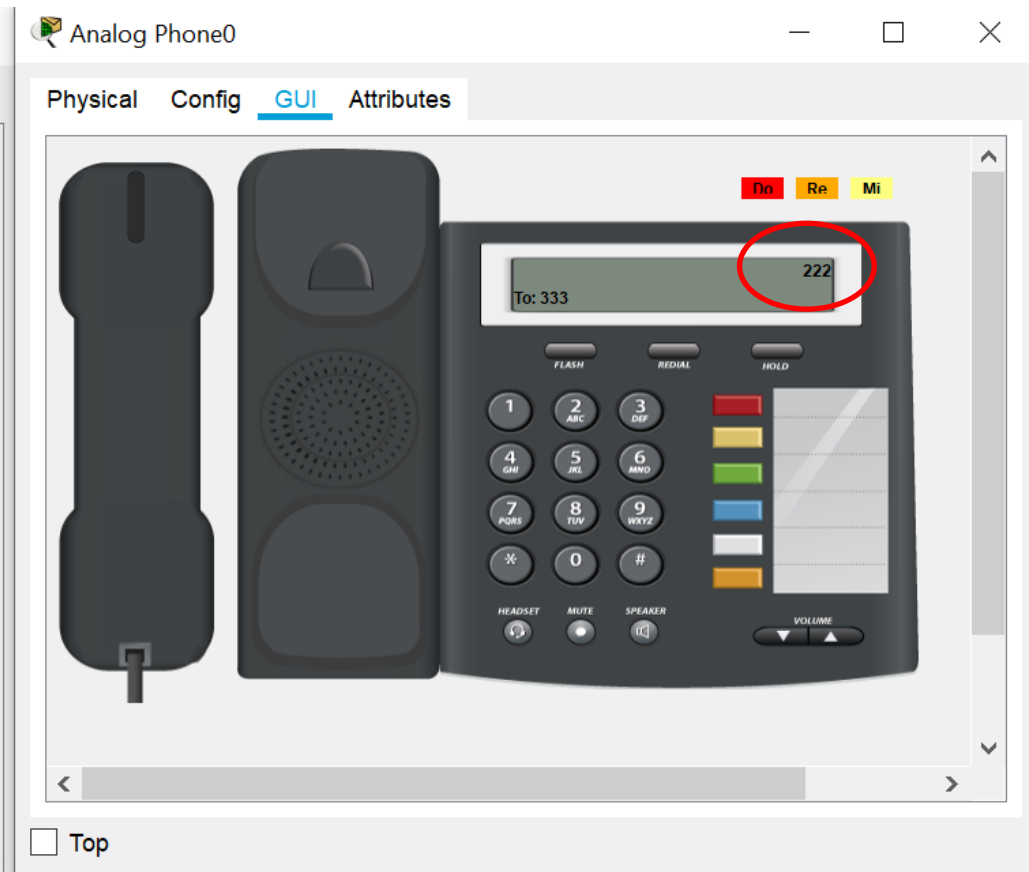 Analog Phone0
Physical Config GUI Attributes
Do Re Mi
222
To: 333
FLASH REDIAL HOLD
1 2 3
ABC DEF
4 5 6
GHI JKL MNO
7 8 9
PQRS TUV WXYZ
* 0 #
HEADSET MUTE SPEAKER
VOLUME
Top